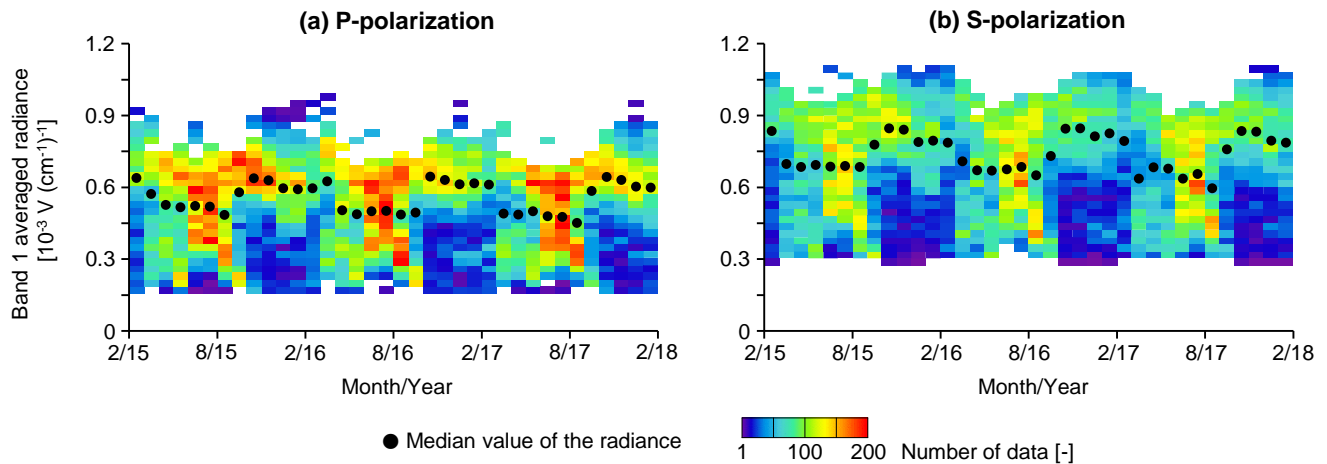 (a) P-polarization
(b) S-polarization
Band 1 averaged radiance
[10⁻³ V (cm⁻¹)⁻¹]
1.2
0.9
0.6
0.3
0
2/15 8/15 2/16 8/16 2/17 8/17 2/18
Month/Year
1.2
0.9
0.6
0.3
0
2/15 8/15 2/16 8/16 2/17 8/17 2/18
Month/Year
Median value of the radiance
1 100 200 Number of data [-]